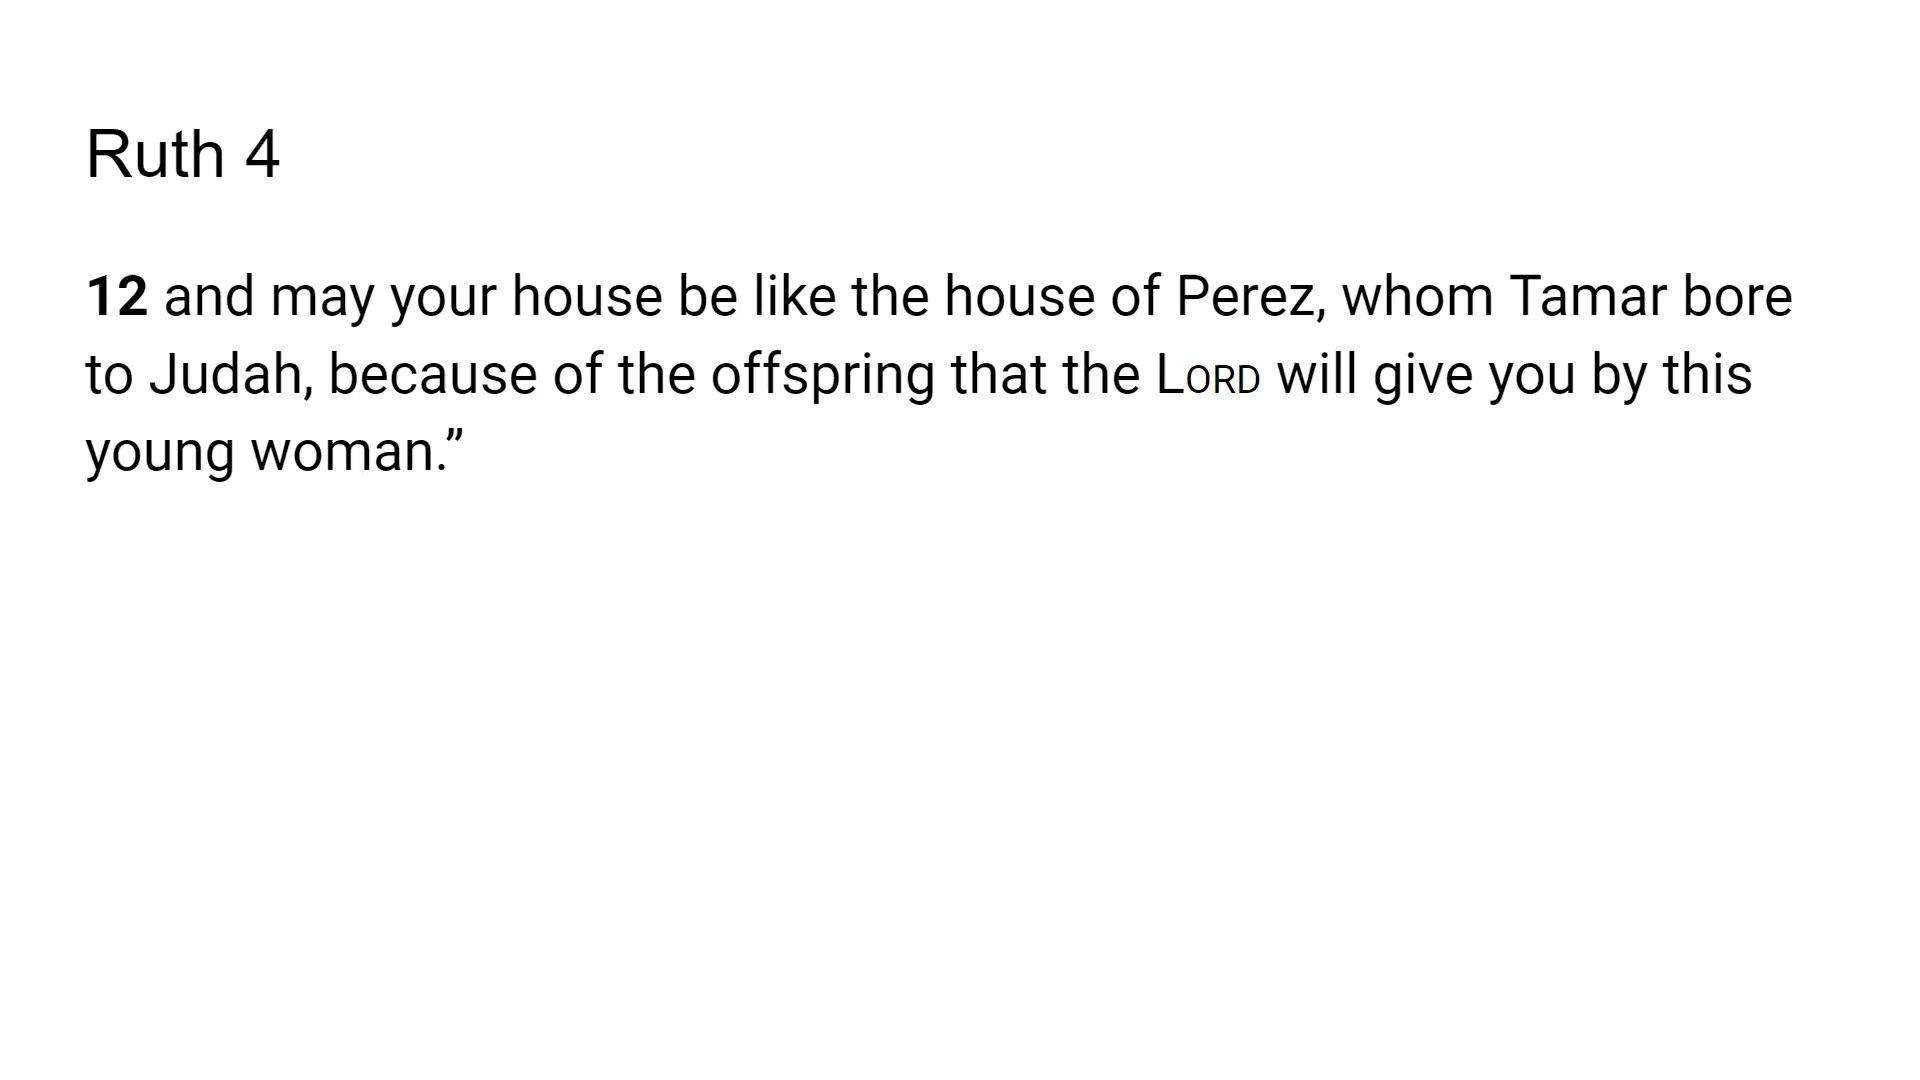 Ruth 4
12 and may your house be like the house of Perez, whom Tamar bore
to Judah, because of the offspring that the LORD will give you by this
young woman.”